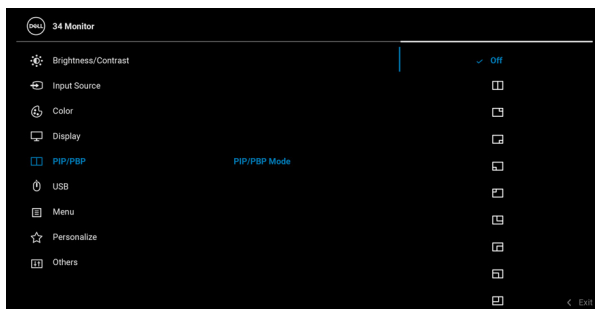 DELL 34 Monitor
Brightness/Contrast
Off
Input Source
Color
Display
PIP/PBP
PIP/PBP Mode
USB
Menu
Personalize
Others
Exit